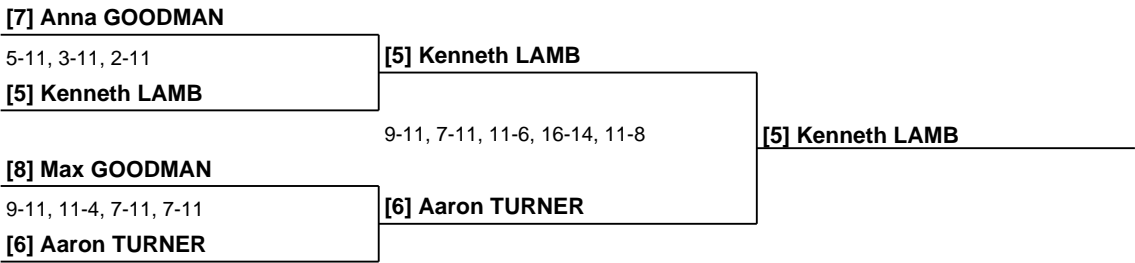 [7] Anna GOODMAN
5-11, 3-11, 2-11
[5] Kenneth LAMB
[5] Kenneth LAMB
9-11, 7-11, 11-6, 16-14, 11-8
[5] Kenneth LAMB
[8] Max GOODMAN
9-11, 11-4, 7-11, 7-11
[6] Aaron TURNER
[6] Aaron TURNER